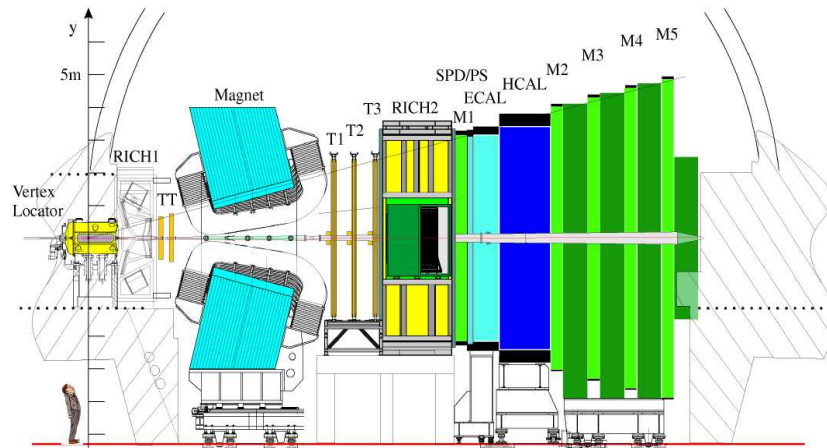 y
5m
Magnet
RICH1
TT
Vertex
Locator
T1
T2
T3
RICH2
M1
SPD/PS
ECAL
HCAL
M2
M3
M4
M5